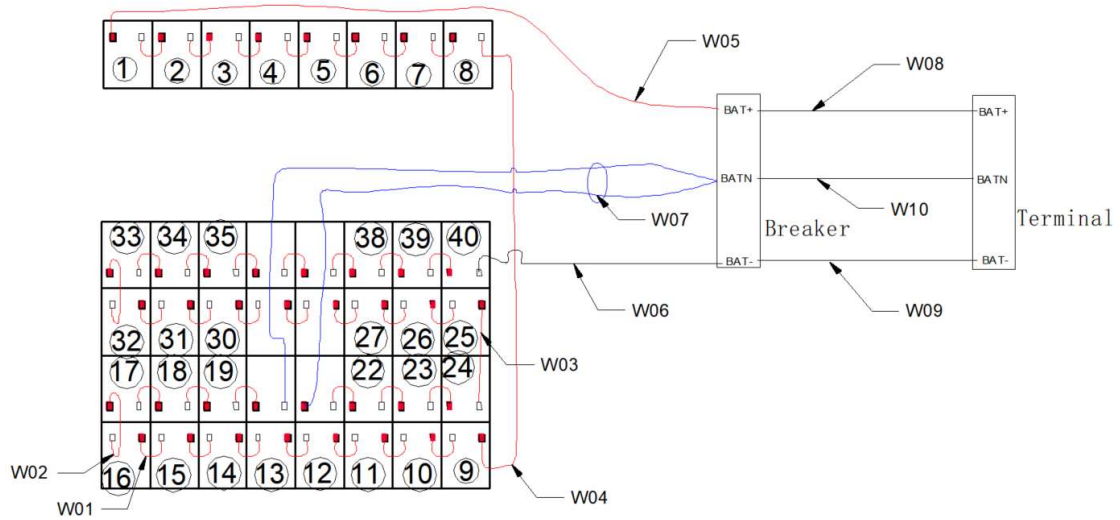 W05
W08
1 2 3 4 5 6 7 8
BAT+ BAT+
BATN BATN
W07
W10
Breaker Terminal
33 34 35 38 39 40
BAT- BAT-
W06
W09
32 31 30 27 26 25
W03
17 18 19 22 23 24
W02
16 15 14 13 12 11 10 9
W01
W04